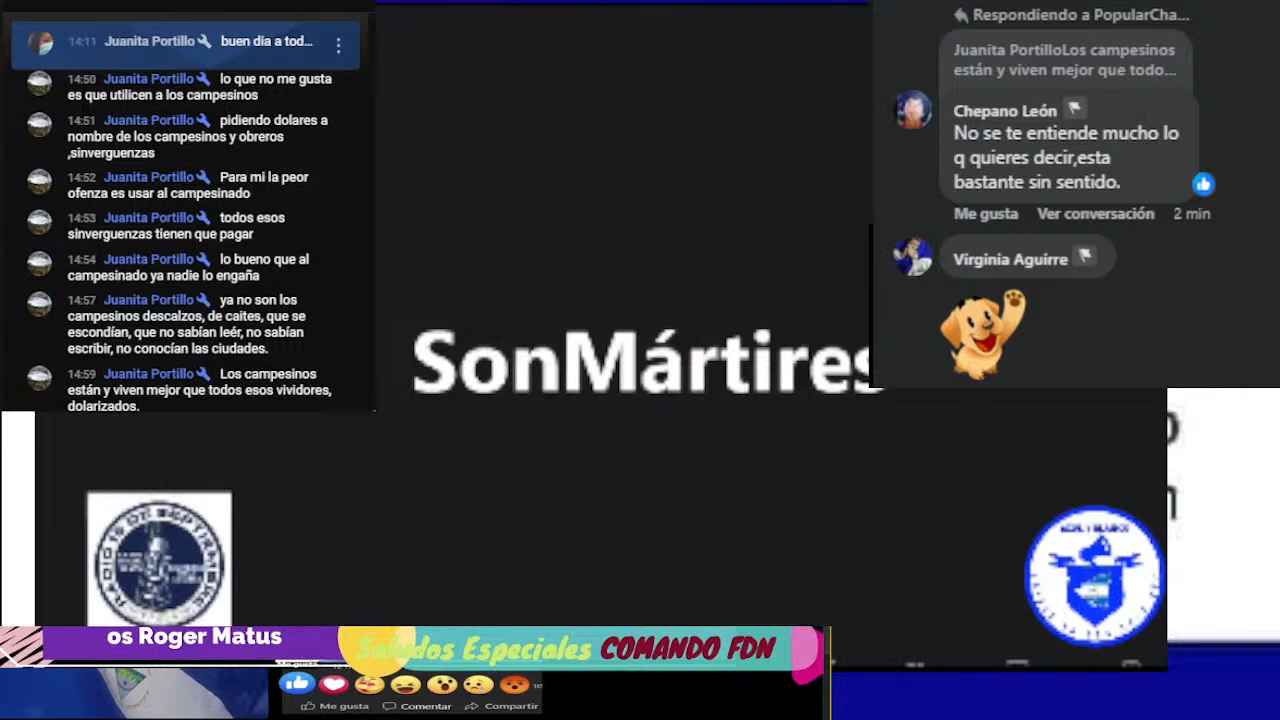 14:11 Juanita Portillo buen dia a tod...
14:50 Juanita Portillo lo que no me gusta
es que utilicen a los campesinos
14:51 Juanita Portillo pidiendo dolares a
nombre de los campesinos y obreros
,sinverguenzas
14:52 Juanita Portillo Para mi la peor
ofenza es usar al campesinado
14:53 Juanita Portillo todos esos
sinverguenzas tienen que pagar
14:54 Juanita Portillo lo bueno que al
campesinado ya nadie lo engaña
14:57 Juanita Portillo ya no son los
campesinos descalzos, de caites, que se
escondían, que no sabían leér, no sabían
escribir, no conocían las ciudades.
14:59 Juanita Portillo Los campesinos
están y viven mejor que todos esos vividores,
dolarizados.
Respondiendo a PopularCha...
Juanita PortilloLos campesinos
están y viven mejor que todo...
Chepano León
No se te entiende mucho lo
q quieres decir,esta
bastante sin sentido.
Me gusta Ver conversación 2 min
Virginia Aguirre
SonMártires
RADIO 15 DE SEPTIEMBRE
AZUL Y BLANCO
os Roger Matus
Saludos Especiales COMANDO FDN
Me gusta
Me gusta Comentar Compartir